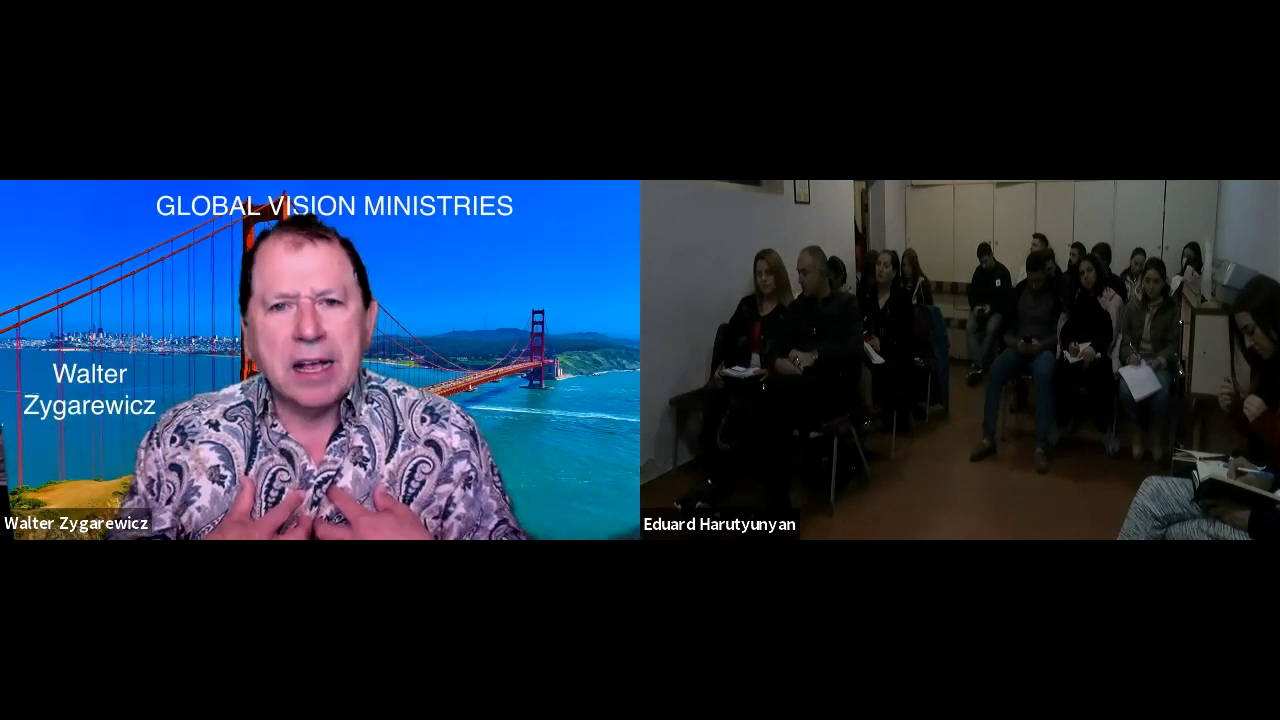 GLOBAL VISION MINISTRIES
Walter
Zygarewicz
Walter Zygarewicz
Eduard Harutyunyan